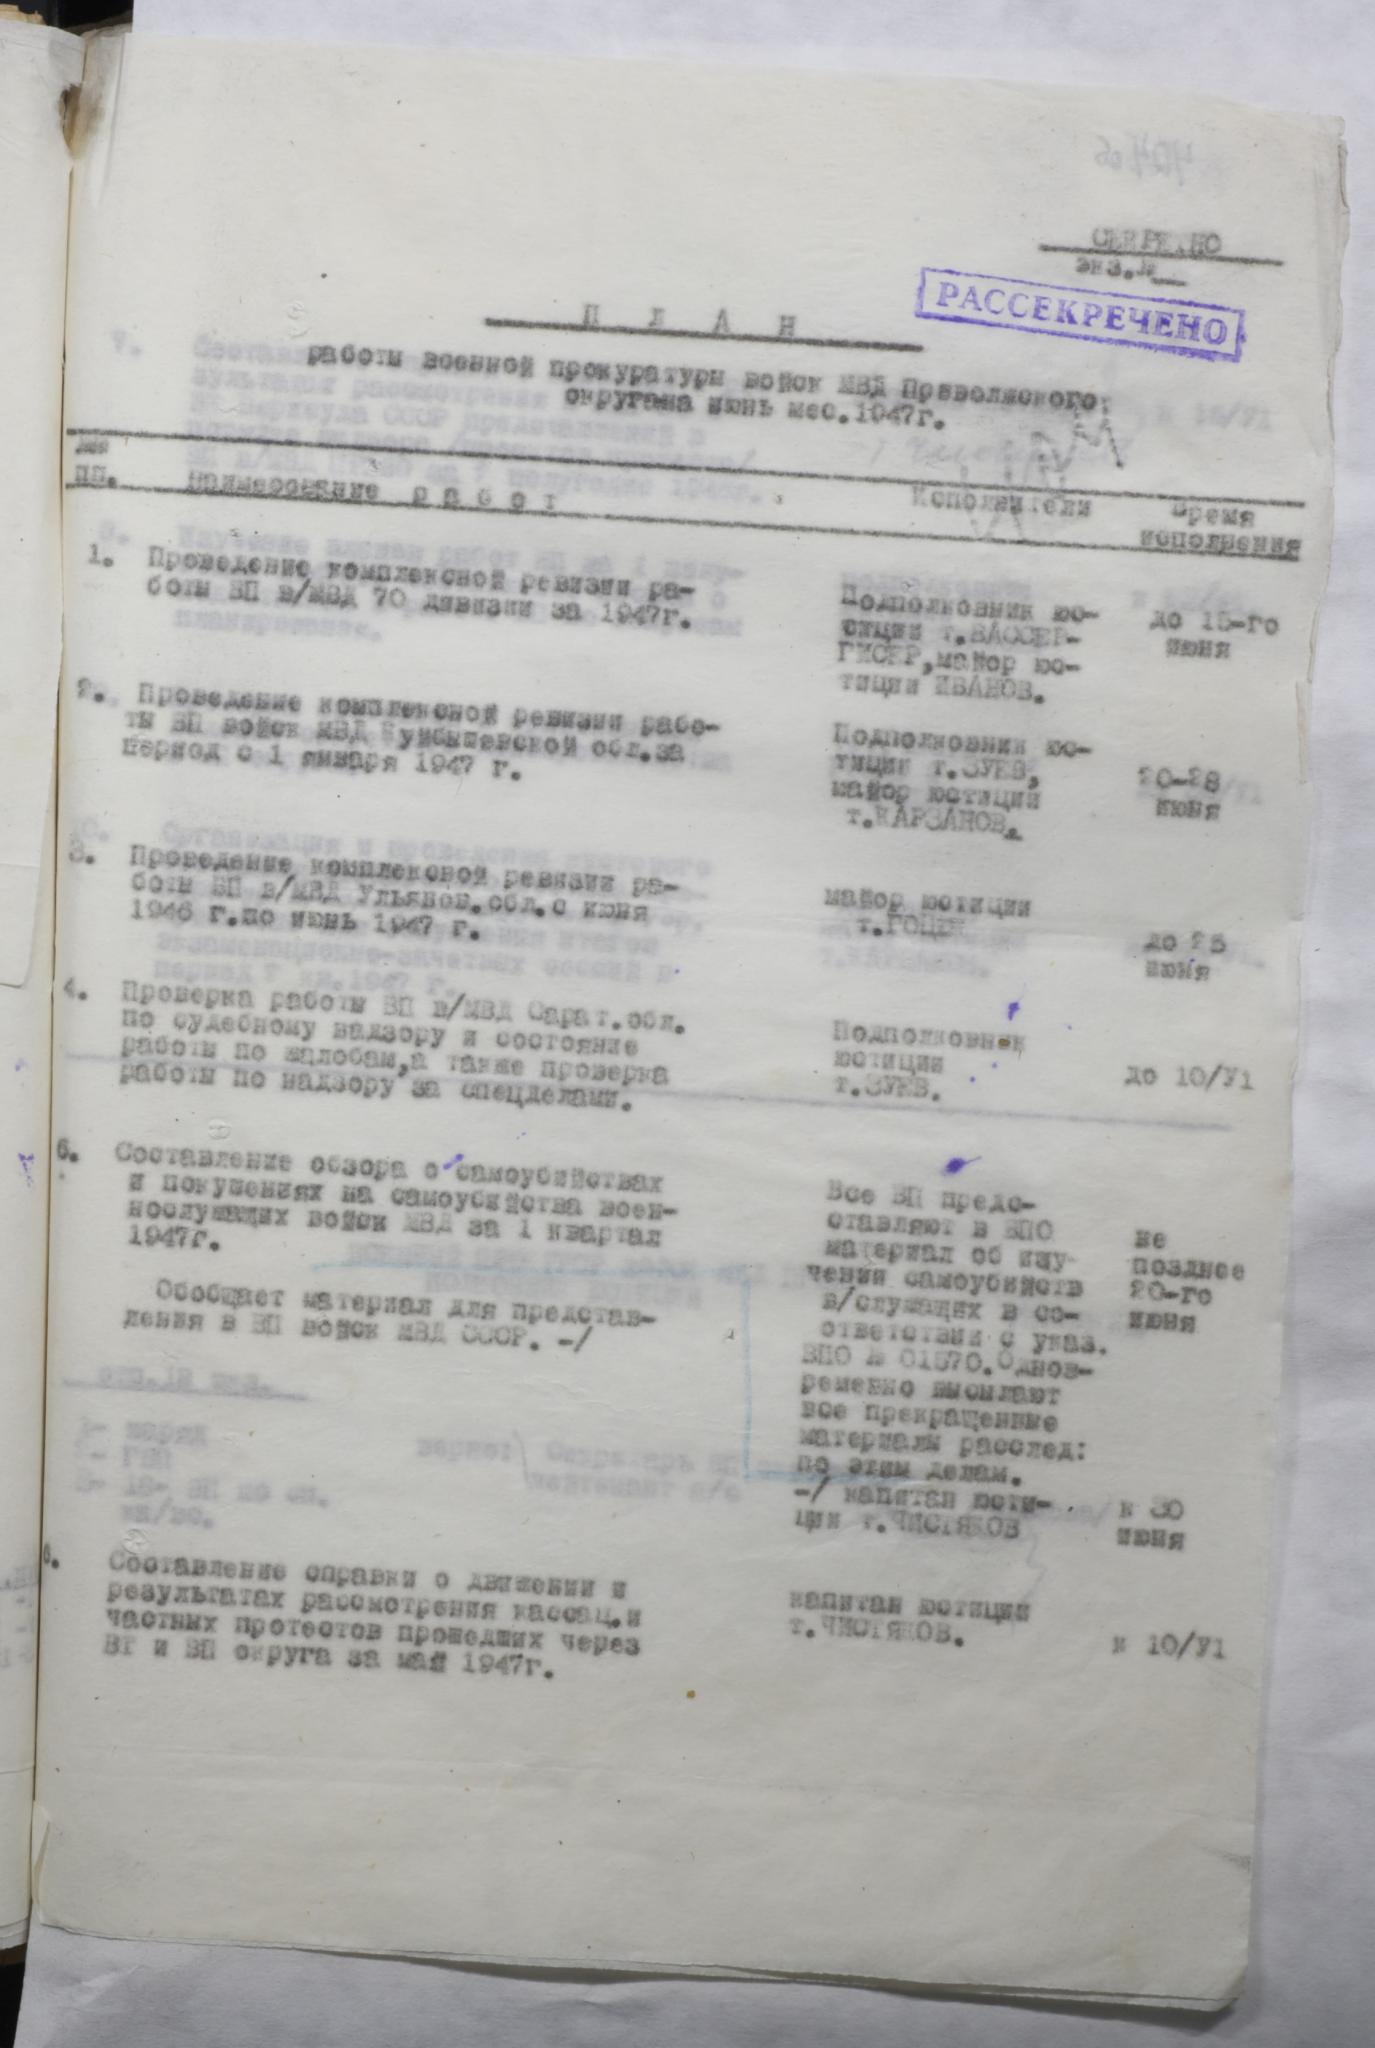 СЕКРЕТНО
экз.№
РАССЕКРЕЧЕНО
П Л А Н
работы военной прокуратуры войск МВД Приволжского
округа на июнь мес.1947г.
№№
пп.
Наименование р а б о т
Исполнители
Время
исполнения
1. Проведение комплексной ревизии ра-
боты ВП в/МВД 70 дивизии за 1947г.
Подполковник юс-
тиции т.ВАССЕР-
ГИСЕР,майор юс-
тиции ИВАНОВ.
до 15-го
июня
2. Проведение комплексной ревизии рабо-
ты ВП войск МВД Куйбышевской обл.за
период с 1 января 1947 г.
Подполковник юс-
тиции т.ЗУЕВ,
майор юстиции
т.КАРЗАНОВ.
20-28
июня
3. Проведение комплексовой ревизии ра-
боты ВП в/МВД Ульянов.обл.с июня
1946 г.по июнь 1947 г.
майор юстиции
до 25
июня
4. Проверка работы ВП в/МВД Сарат.обл.
по судебному надзору и состояние
работы по жалобам,а также проверка
работы по надзору за спецделами.
Подполковник
юстиции
т.ЗУЕВ.
до 10/У1
5. Составление обзора о самоубийствах
и покушениях на самоубийства воен-
нослужащих войск МВД за 1 квартал
1947г.
Обобщает материал для представ-
ления в ВП войск МВД СССР. -/
Все ВП предс-
ставляют в ВПО
материал об изу-
чении самоубийств
в/служащих в со-
ответствии с указ.
ВПО № 01570.Однов-
ременно высылают
все прекращенные
материалы расслед:
по этим делам.
-/ капитан юсти-
ции т.ЧИСТЯКОВ
не
позднее
20-го
июня
к 30
июня
6. Составление справки о движении и
результатах рассмотрения кассац.и
частных протестов прошедших через
ВТ и ВП округа за май 1947г.
капитан юстиции
т.ЧИСТЯКОВ.
к 10/У1